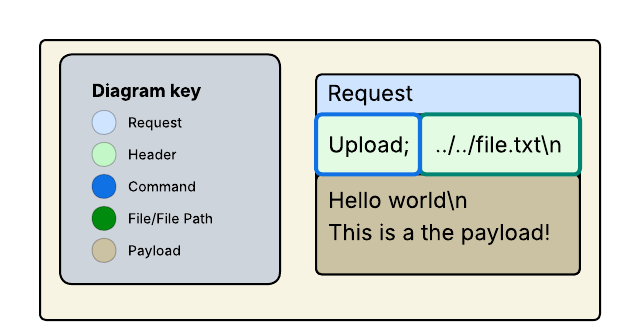 Diagram key
Request
Header
Command
File/File Path
Payload
Request
Upload; ../../file.txt\n
Hello world\n
This is a the payload!